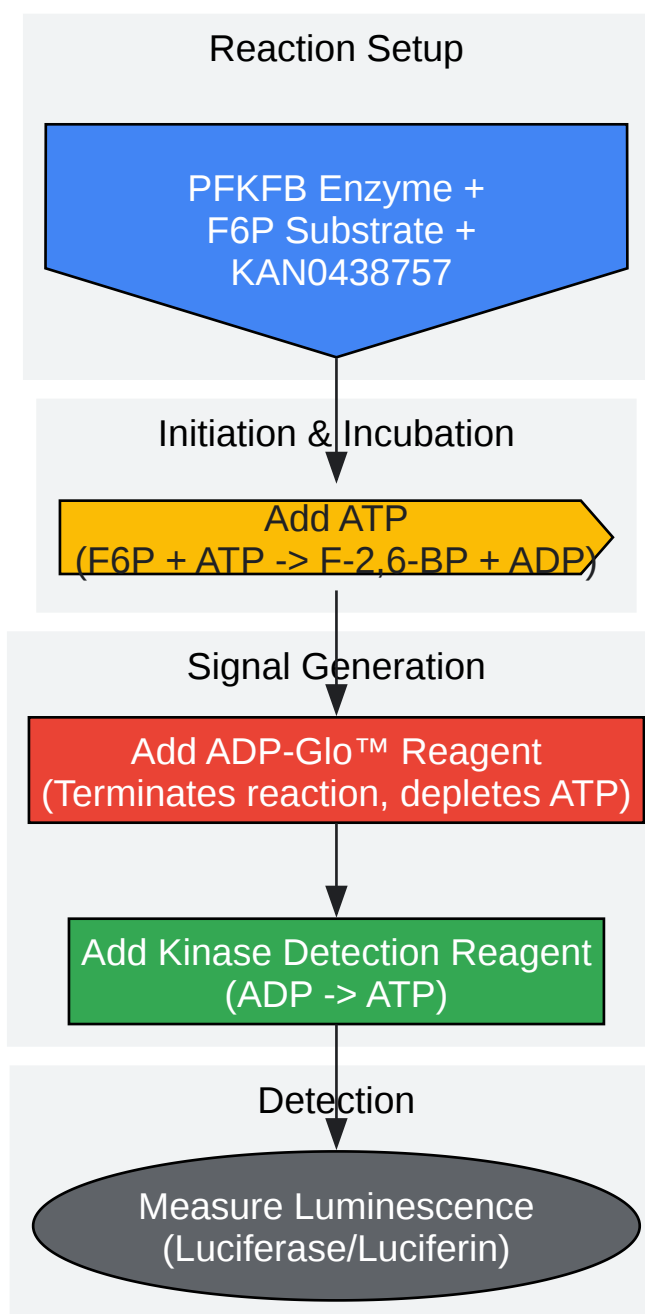 Reaction Setup
PFKFB Enzyme +
F6P Substrate +
KAN0438757
Initiation & Incubation
Add ATP
(F6P + ATP -> F-2,6-BP + ADP)
Signal Generation
Add ADP-Glo™ Reagent
(Terminates reaction, depletes ATP)
Add Kinase Detection Reagent
(ADP -> ATP)
Detection
Measure Luminescence
(Luciferase/Luciferin)